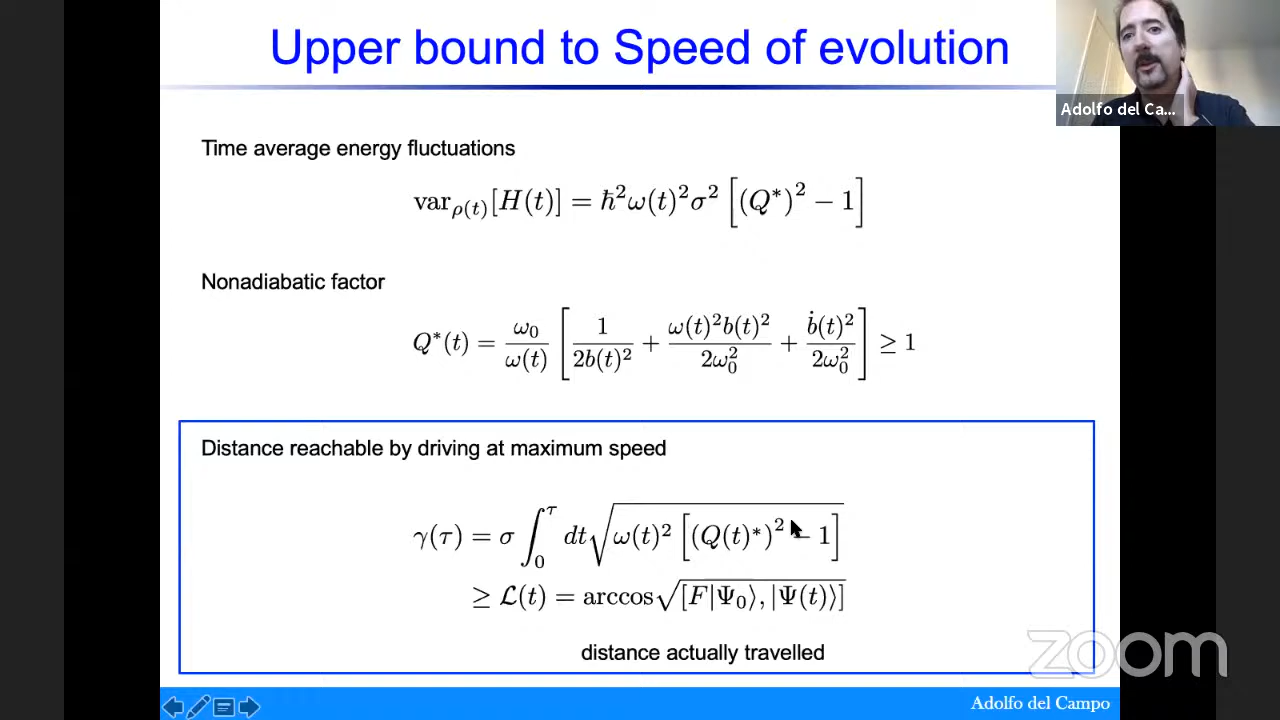 Upper bound to Speed of evolution
Adolfo del Ca...
Time average energy fluctuations
var_{ρ(t)}[H(t)] = ħ²ω(t)²σ² [(Q*)² − 1]
Nonadiabatic factor
Q*(t) = ω₀/ω(t) [1/2b(t)² + ω(t)²b(t)²/2ω₀² + ḃ(t)²/2ω₀²] ≥ 1
Distance reachable by driving at maximum speed
γ(τ) = σ ∫₀^τ dt √(ω(t)² [(Q(t)*)² − 1])
≥ ℒ(t) = arccos√([F|Ψ₀⟩, |Ψ(t)⟩])
distance actually travelled
zoom
Adolfo del Campo